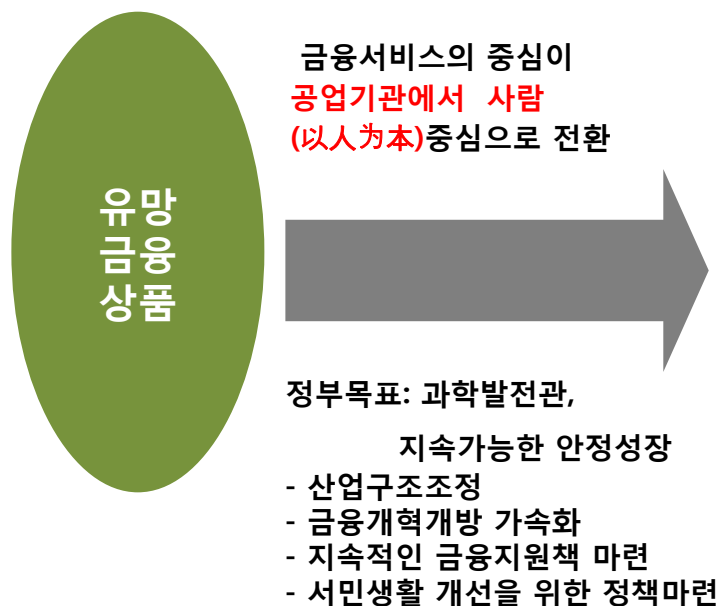 유망
금융
상품
금융서비스의 중심이
공업기관에서 사람
(以人为本)중심으로 전환
정부목표: 과학발전관,
지속가능한 안정성장
- 산업구조조정
- 금융개혁개방 가속화
- 지속적인 금융지원책 마련
- 서민생활 개선을 위한 정책마련